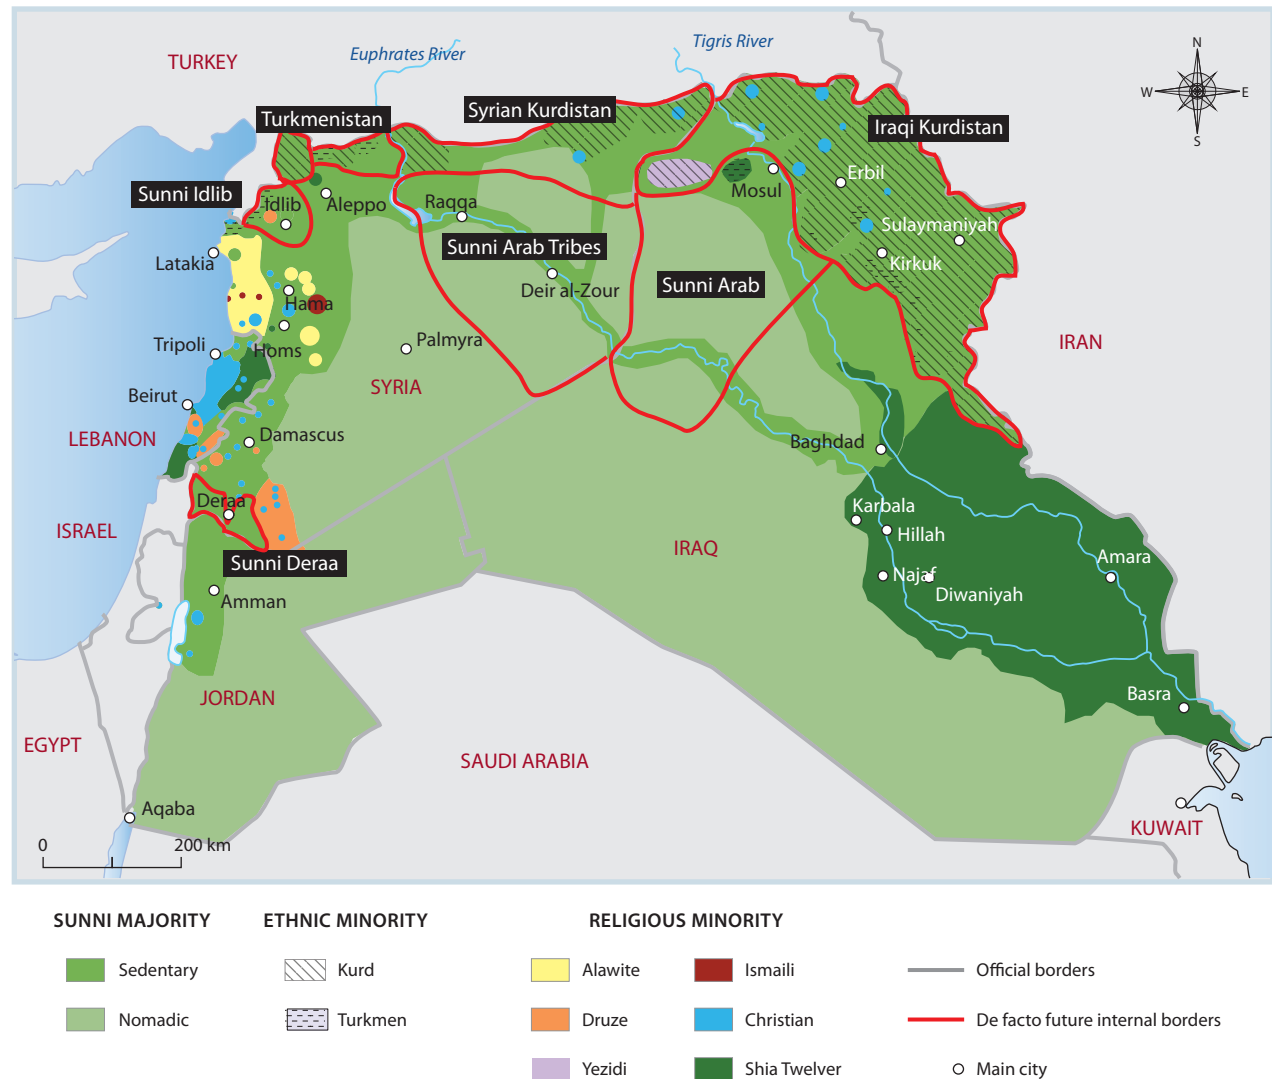 Euphrates River
Tigris River
TURKEY
N
W
E
S
Syrian Kurdistan
Turkmenistan
Iraqi Kurdistan
Mosul
Erbil
Sunni Idlib
Idlib
Aleppo
Raqqa
Sulaymaniyah
Sunni Arab Tribes
Latakia
Kirkuk
Deir al-Zour
Sunni Arab
Hama
Tripoli
Homs
Palmyra
IRAN
SYRIA
Beirut
LEBANON
Damascus
Baghdad
Deraa
Karbala
ISRAEL
Hillah
IRAQ
Sunni Deraa
Amara
Najaf
Diwaniyah
Amman
JORDAN
Basra
EGYPT
SAUDI ARABIA
Aqaba
KUWAIT
0
200 km
SUNNI MAJORITY
ETHNIC MINORITY
RELIGIOUS MINORITY
Sedentary
Kurd
Alawite
Ismaili
Official borders
Nomadic
Turkmen
Druze
Christian
De facto future internal borders
Yezidi
Shia Twelver
Main city